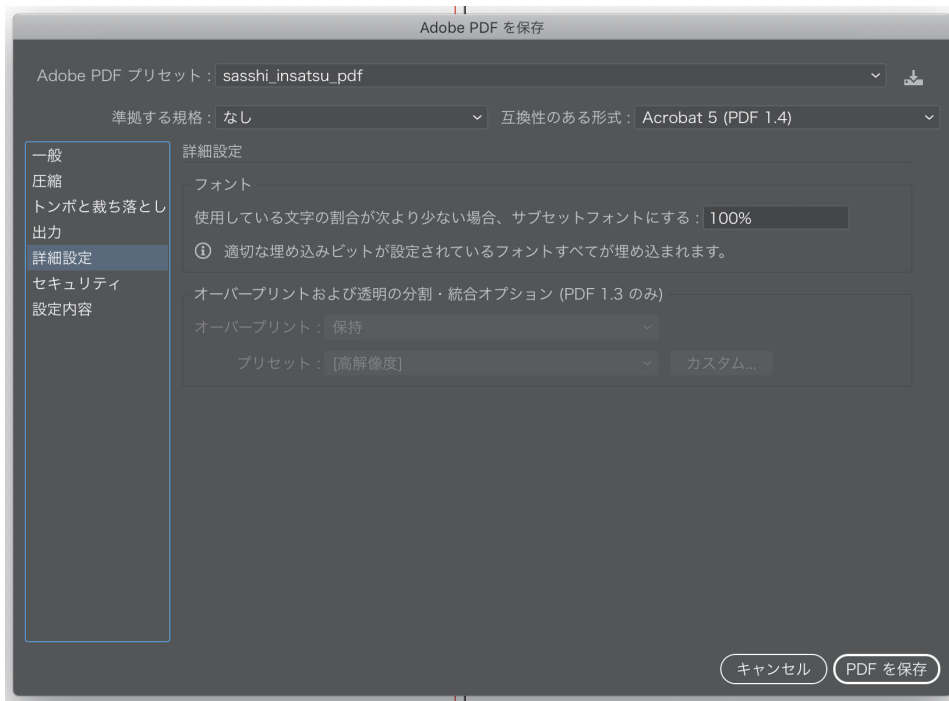 Adobe PDF を保存
Adobe PDF プリセット : sasshi_insatsu_pdf
準拠する規格 : なし 互換性のある形式 : Acrobat 5 (PDF 1.4)
一般
圧縮
トンボと裁ち落とし
出力
詳細設定
セキュリティ
設定内容
詳細設定
フォント
使用している文字の割合が次より少ない場合、サブセットフォントにする : 100%
適切な埋め込みビットが設定されているフォントすべてが埋め込まれます。
オーバープリントおよび透明の分割・統合オプション (PDF 1.3 のみ)
オーバープリント : 保持
プリセット : [高解像度] カスタム...
キャンセル PDF を保存